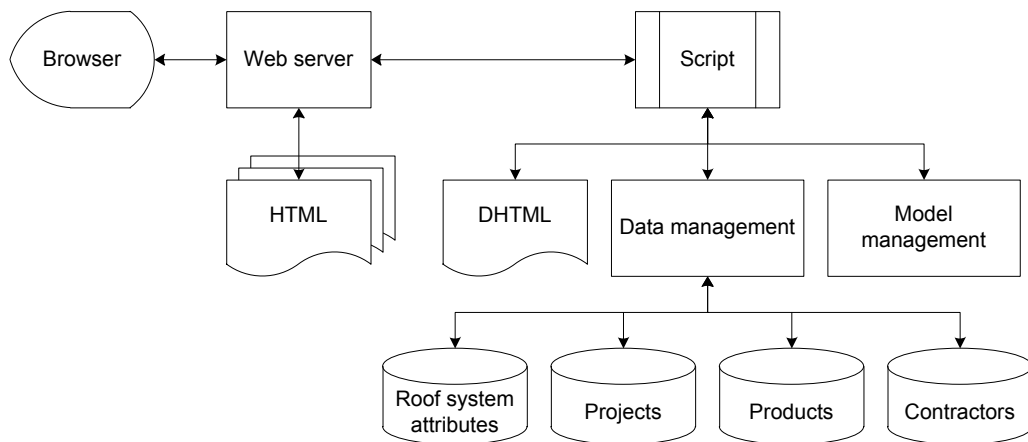 Browser
Web server
Script
HTML
DHTML
Data management
Model
management
Roof system
attributes
Projects
Products
Contractors